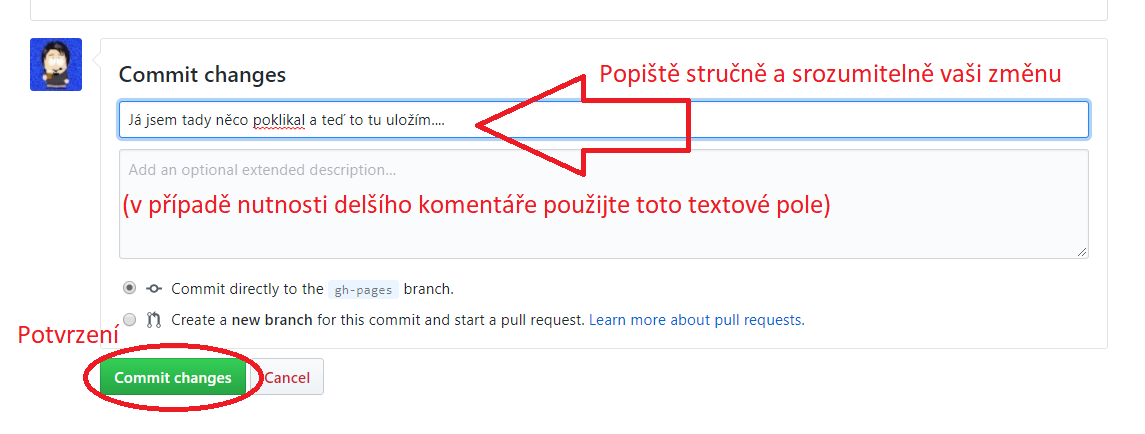 Commit changes
Popiště stručně a srozumitelně vaši změnu
Já jsem tady něco poklikal a teď to tu uložím....
Add an optional extended description...
(v případě nutnosti delšího komentáře použijte toto textové pole)
Commit directly to the gh-pages branch.
Create a new branch for this commit and start a pull request. Learn more about pull requests.
Potvrzení
Commit changes
Cancel